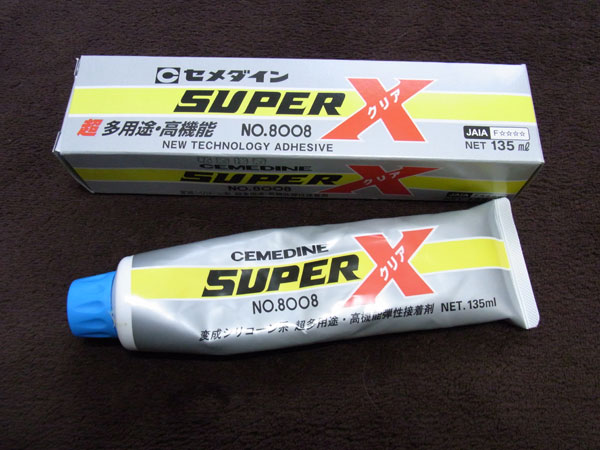 セメダイン
SUPER X クリア
超 多用途・高機能 NO.8008
NEW TECHNOLOGY ADHESIVE
JAIA F☆☆☆☆
NET 135 ml
CEMEDINE
SUPER X クリア
NO.8008
JAIA
CEMEDINE
SUPER X クリア
NO.8008
変成シリコーン系 超多用途・高機能弾性接着剤 NET.135ml